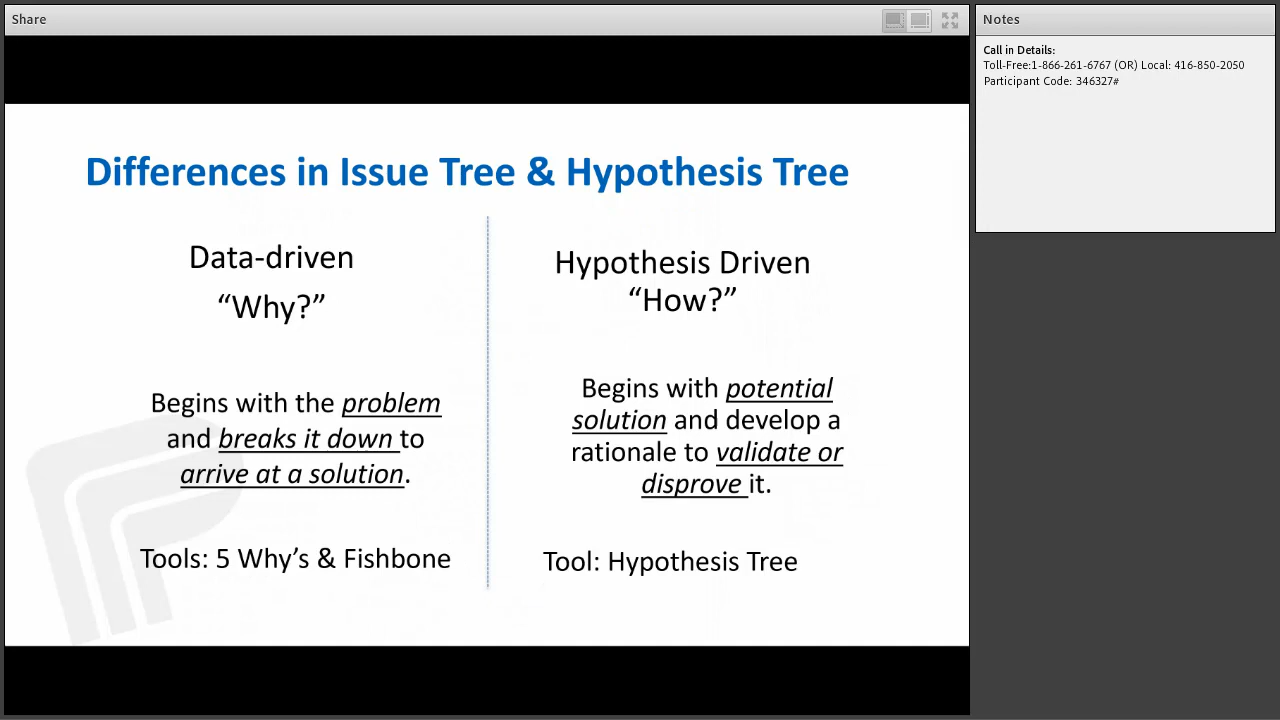 Share
Differences in Issue Tree & Hypothesis Tree
Data-driven
“Why?”
Begins with the problem
and breaks it down to
arrive at a solution.
Tools: 5 Why’s & Fishbone
Hypothesis Driven
“How?”
Begins with potential
solution and develop a
rationale to validate or
disprove it.
Tool: Hypothesis Tree
Notes
Call in Details:
Toll-Free:1-866-261-6767 (OR) Local: 416-850-2050
Participant Code: 346327#